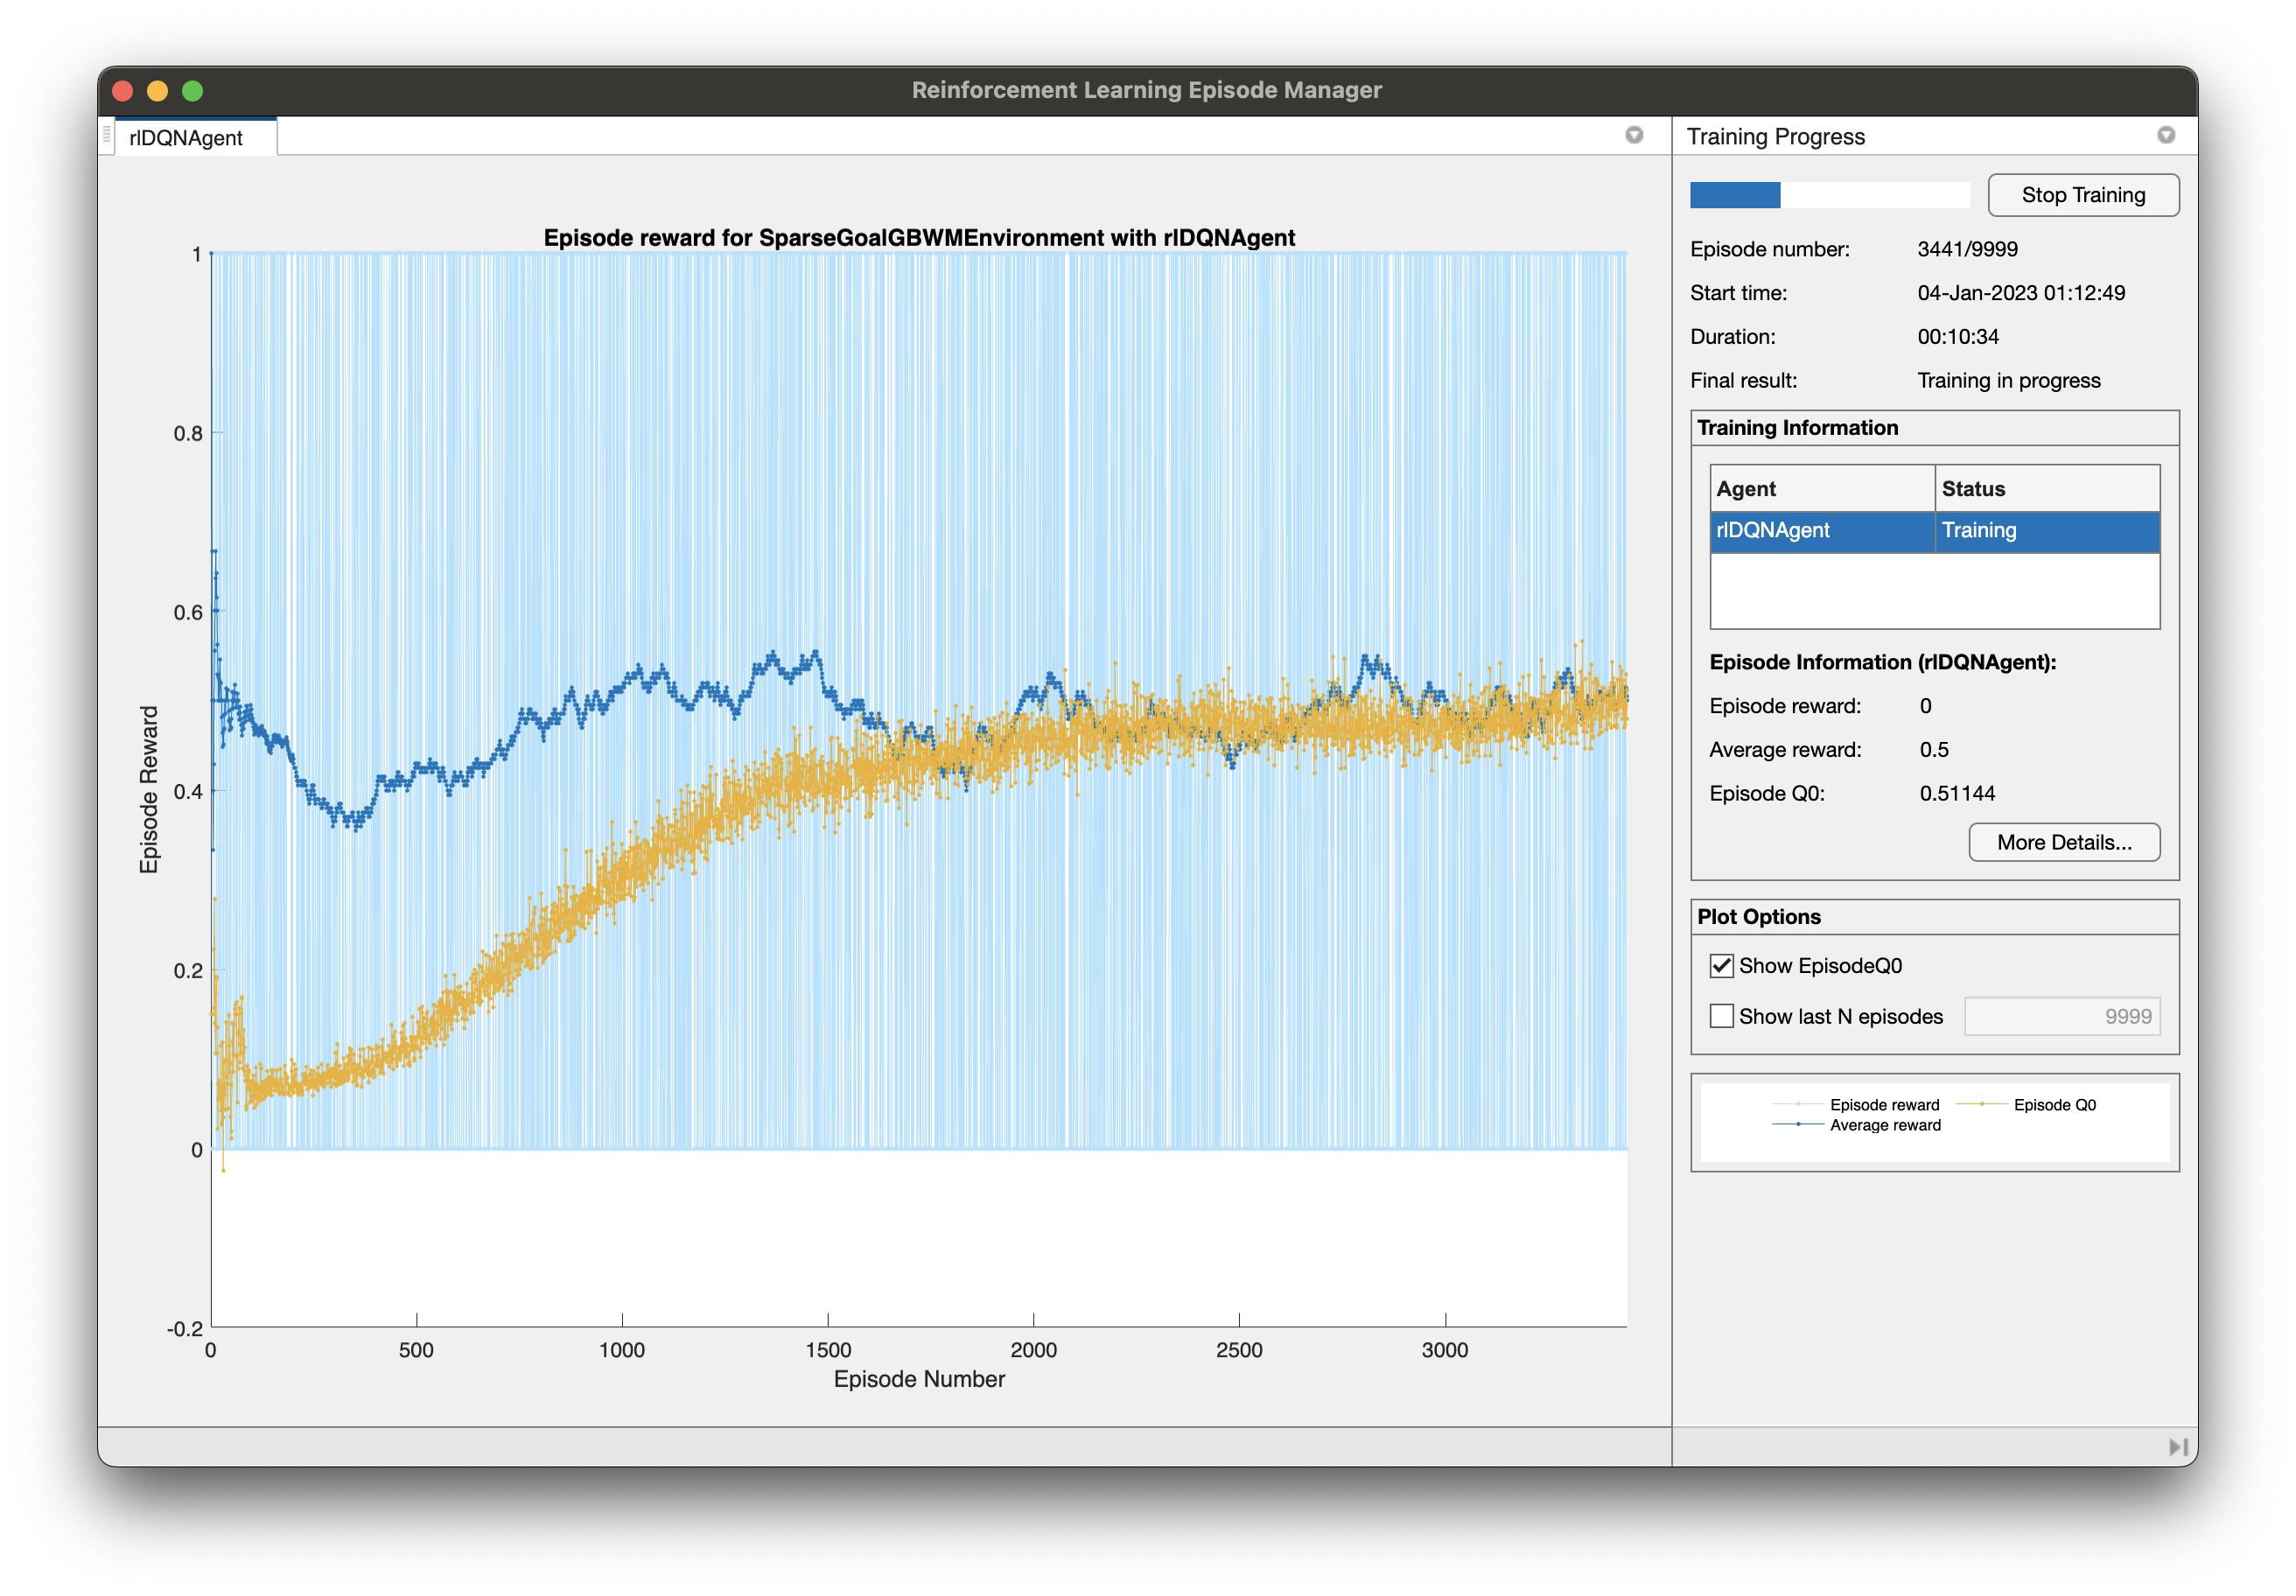 Reinforcement Learning Episode Manager
rlDQNAgent
Episode reward for SparseGoalGBWMEnvironment with rlDQNAgent
1
0.8
0.6
0.4
0.2
0
-0.2
Episode Reward
0 500 1000 1500 2000 2500 3000
Episode Number
Training Progress
Stop Training
Episode number: 3441/9999
Start time: 04-Jan-2023 01:12:49
Duration: 00:10:34
Final result: Training in progress
Training Information
Agent Status
rlDQNAgent Training
Episode Information (rlDQNAgent):
Episode reward: 0
Average reward: 0.5
Episode Q0: 0.51144
More Details...
Plot Options
Show EpisodeQ0
Show last N episodes 9999
Episode reward Episode Q0
Average reward